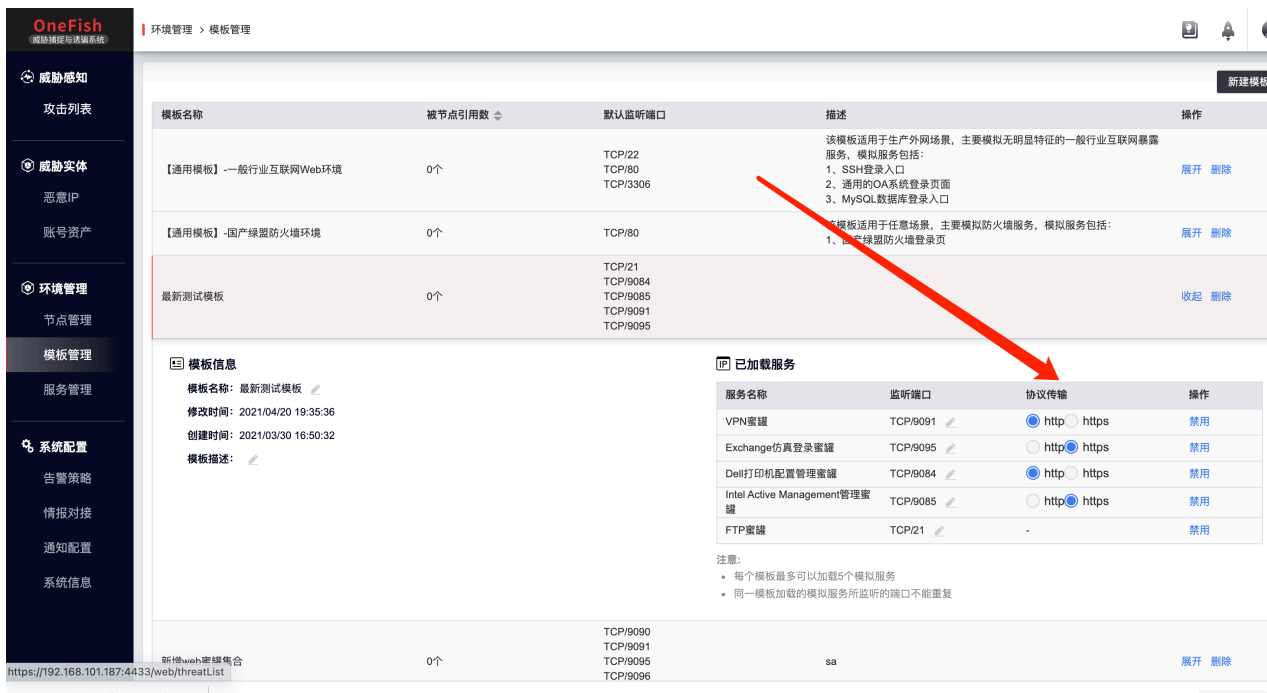 OneFish
威胁捕捉与诱骗系统
环境管理 > 模板管理
威胁感知
攻击列表
威胁实体
恶意IP
账号资产
环境管理
节点管理
模板管理
服务管理
系统配置
告警策略
情报对接
通知配置
系统信息
新建模板
模板名称 被节点引用数 默认监听端口 描述 操作
【通用模板】-一般行业互联网Web环境 0个
TCP/22
TCP/80
TCP/3306
该模板适用于生产外网场景，主要模拟无明显特征的一般行业互联网暴露
服务，模拟服务包括：
1、SSH登录入口
2、通用的OA系统登录页面
3、MySQL数据库登录入口
展开 删除
【通用模板】-国产绿盟防火墙环境 0个 TCP/80
该模板适用于任意场景，主要模拟防火墙服务，模拟服务包括：
1、国产绿盟防火墙登录页
展开 删除
最新测试模板 0个
TCP/21
TCP/9084
TCP/9085
TCP/9091
TCP/9095
收起 删除
模板信息
模板名称： 最新测试模板
修改时间： 2021/04/20 19:35:36
创建时间： 2021/03/30 16:50:32
模板描述：
IP 已加载服务
服务名称 监听端口 协议传输 操作
VPN蜜罐 TCP/9091 http https 禁用
Exchange仿真登录蜜罐 TCP/9095 http https 禁用
Dell打印机配置管理蜜罐 TCP/9084 http https 禁用
Intel Active Management管理蜜
罐 TCP/9085 http https 禁用
FTP蜜罐 TCP/21 - 禁用
注意:
• 每个模板最多可以加载5个模拟服务
• 同一模板加载的模拟服务所监听的端口不能重复
新增web蜜罐集合 0个
TCP/9090
TCP/9091
TCP/9095
TCP/9096
sa
展开 删除
https://192.168.101.187:4433/web/threatList